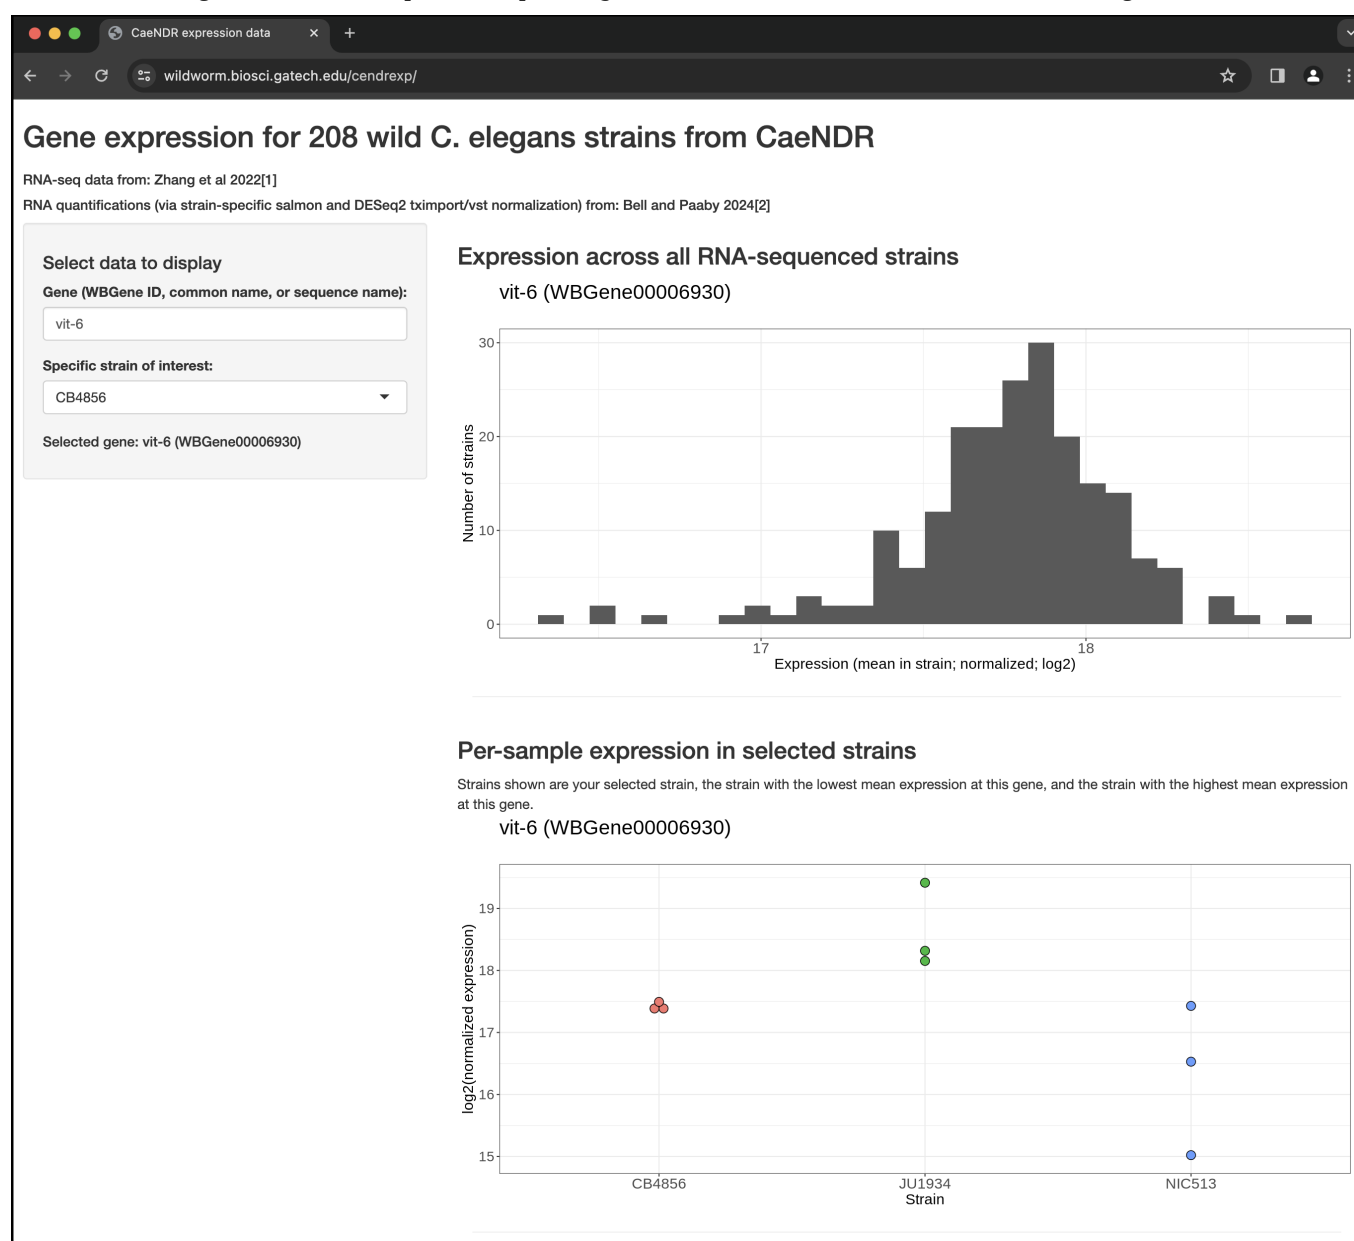 CaeNDR expression data
wildworm.biosci.gatech.edu/cendrexp/
Gene expression for 208 wild C. elegans strains from CaeNDR
RNA-seq data from: Zhang et al 2022[1]
RNA quantifications (via strain-specific salmon and DESeq2 tximport/vst normalization) from: Bell and Paaby 2024[2]
Select data to display
Gene (WBGene ID, common name, or sequence name):
vit-6
Specific strain of interest:
CB4856
Selected gene: vit-6 (WBGene00006930)
Expression across all RNA-sequenced strains
vit-6 (WBGene00006930)
Number of strains
30
20
10
0
17 18
Expression (mean in strain; normalized; log2)
Per-sample expression in selected strains
Strains shown are your selected strain, the strain with the lowest mean expression at this gene, and the strain with the highest mean expression
at this gene.
vit-6 (WBGene00006930)
log2(normalized expression)
19
18
17
16
15
CB4856 JU1934 NIC513
Strain